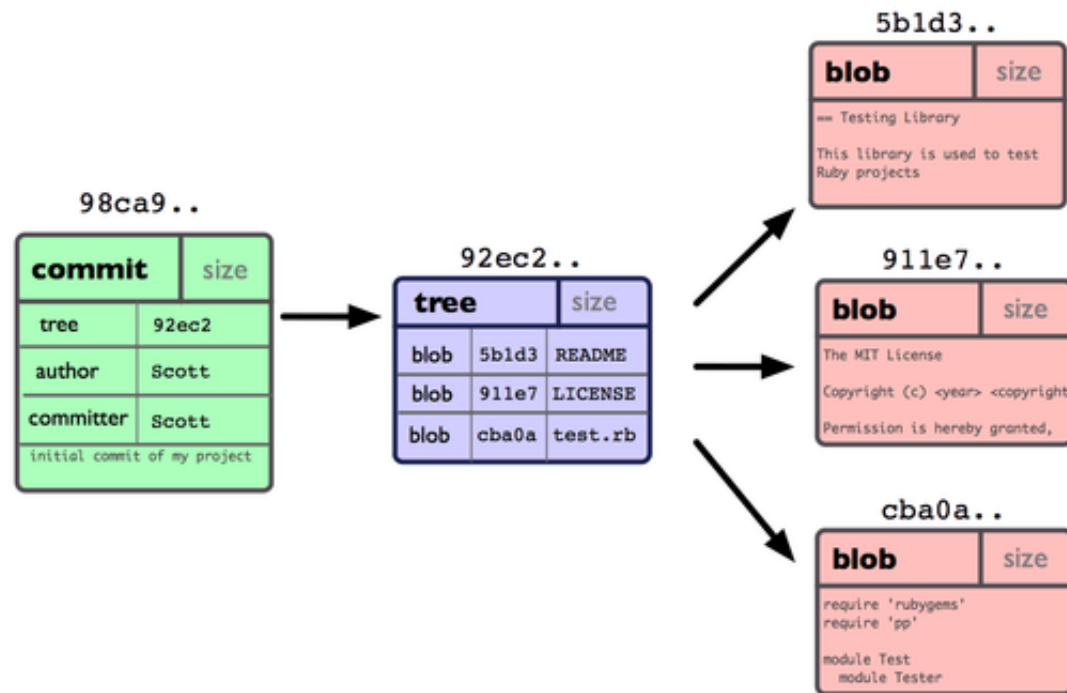 98ca9..
commit size
tree 92ec2
author Scott
committer Scott
initial commit of my project
92ec2..
tree size
blob 5b1d3 README
blob 911e7 LICENSE
blob cba0a test.rb
5b1d3..
blob size
== Testing Library
This library is used to test
Ruby projects
911e7..
blob size
The MIT License
Copyright (c) <year> <copyright
Permission is hereby granted,
cba0a..
blob size
require 'rubygems'
require 'pp'
module Test
module Tester